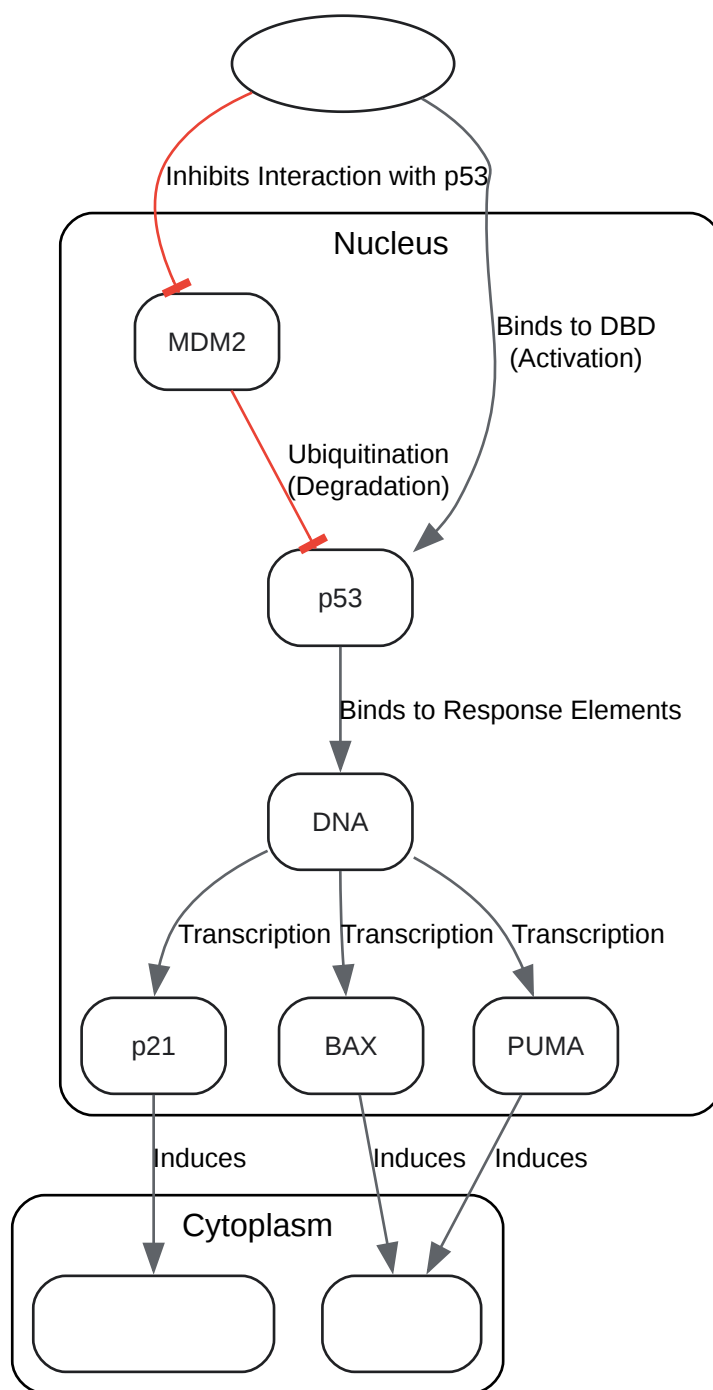 Inhibits Interaction with p53
Nucleus
MDM2
Binds to DBD
(Activation)
Ubiquitination
(Degradation)
p53
Binds to Response Elements
DNA
Transcription
Transcription
Transcription
p21
BAX
PUMA
Induces
Induces
Induces
Cytoplasm